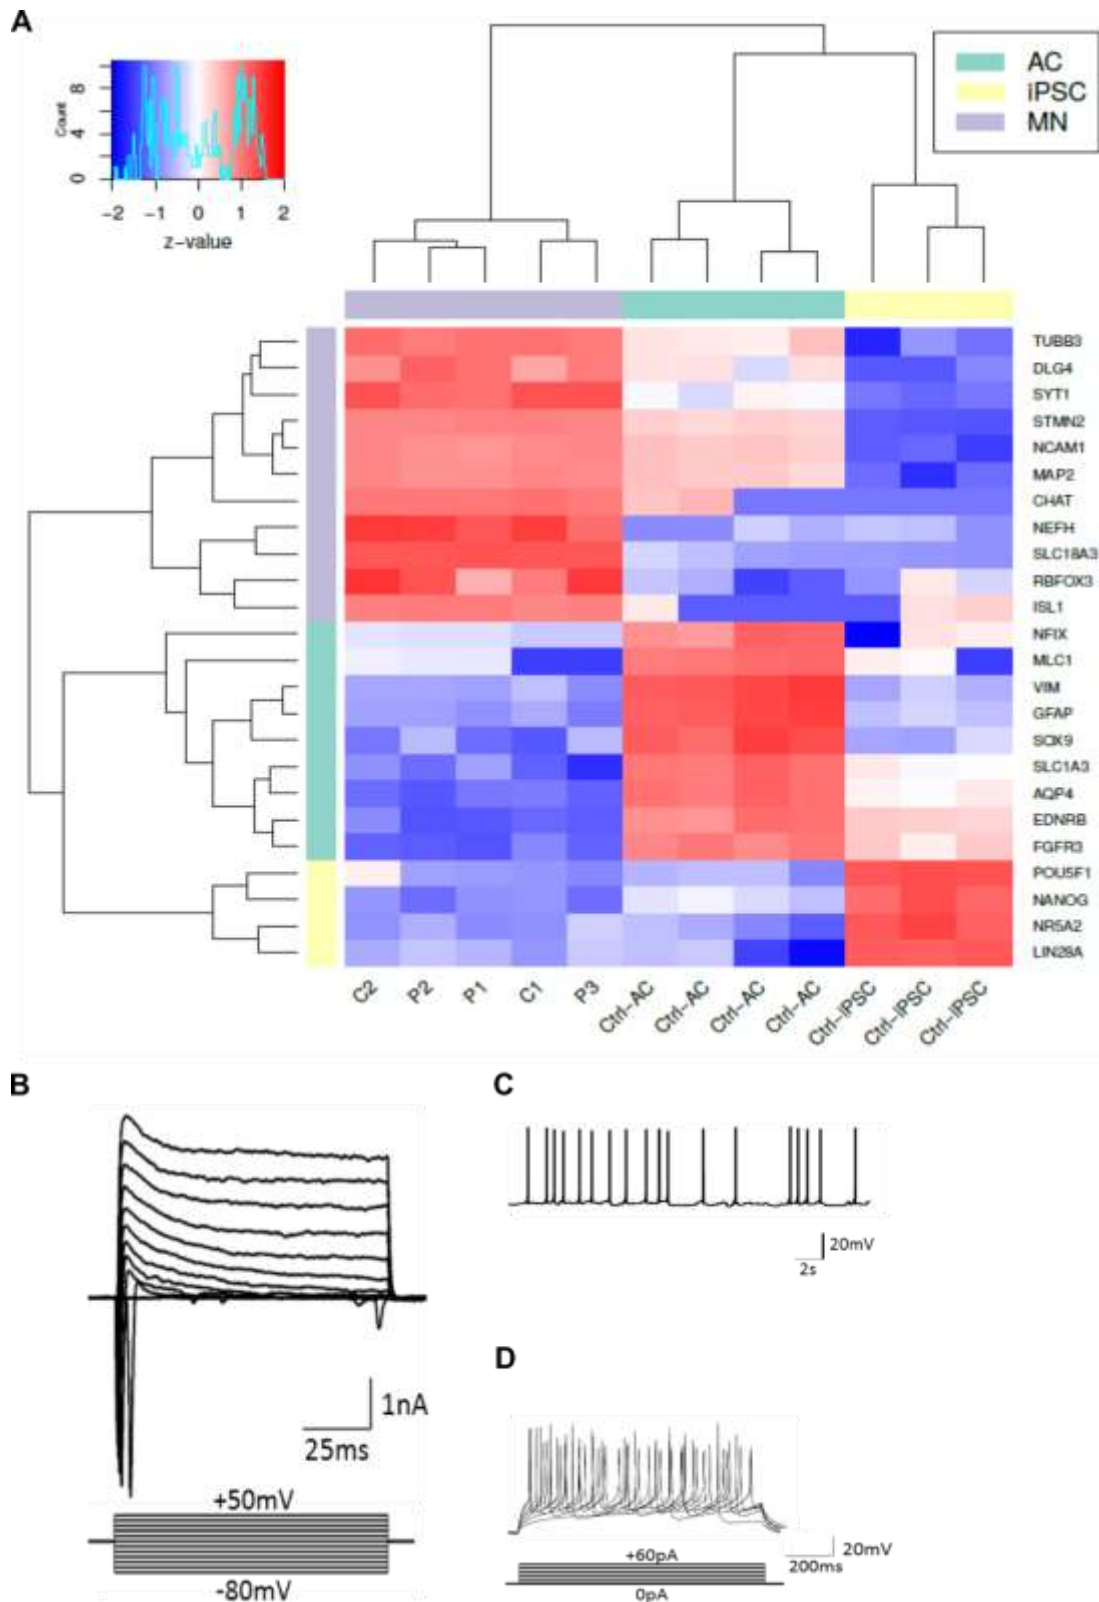 A
AC
iPSC
MN
Count
0 4 8
-2 -1 0 1 2
z-value
TUBB3
DLG4
SYT1
STMN2
NCAM1
MAP2
CHAT
NEFH
SLC18A3
RBFOX3
ISL1
NFIX
MLC1
VIM
GFAP
SOX9
SLC1A3
AQP4
EDNRB
FGFR3
POU5F1
NANOG
NR5A2
LIN28A
C2 P2 P1 C1 P3 Ctrl-AC Ctrl-AC Ctrl-AC Ctrl-AC Ctrl-iPSC Ctrl-iPSC Ctrl-iPSC
B
1nA
25ms
+50mV
-80mV
C
20mV
2s
D
20mV
200ms
+60pA
0pA